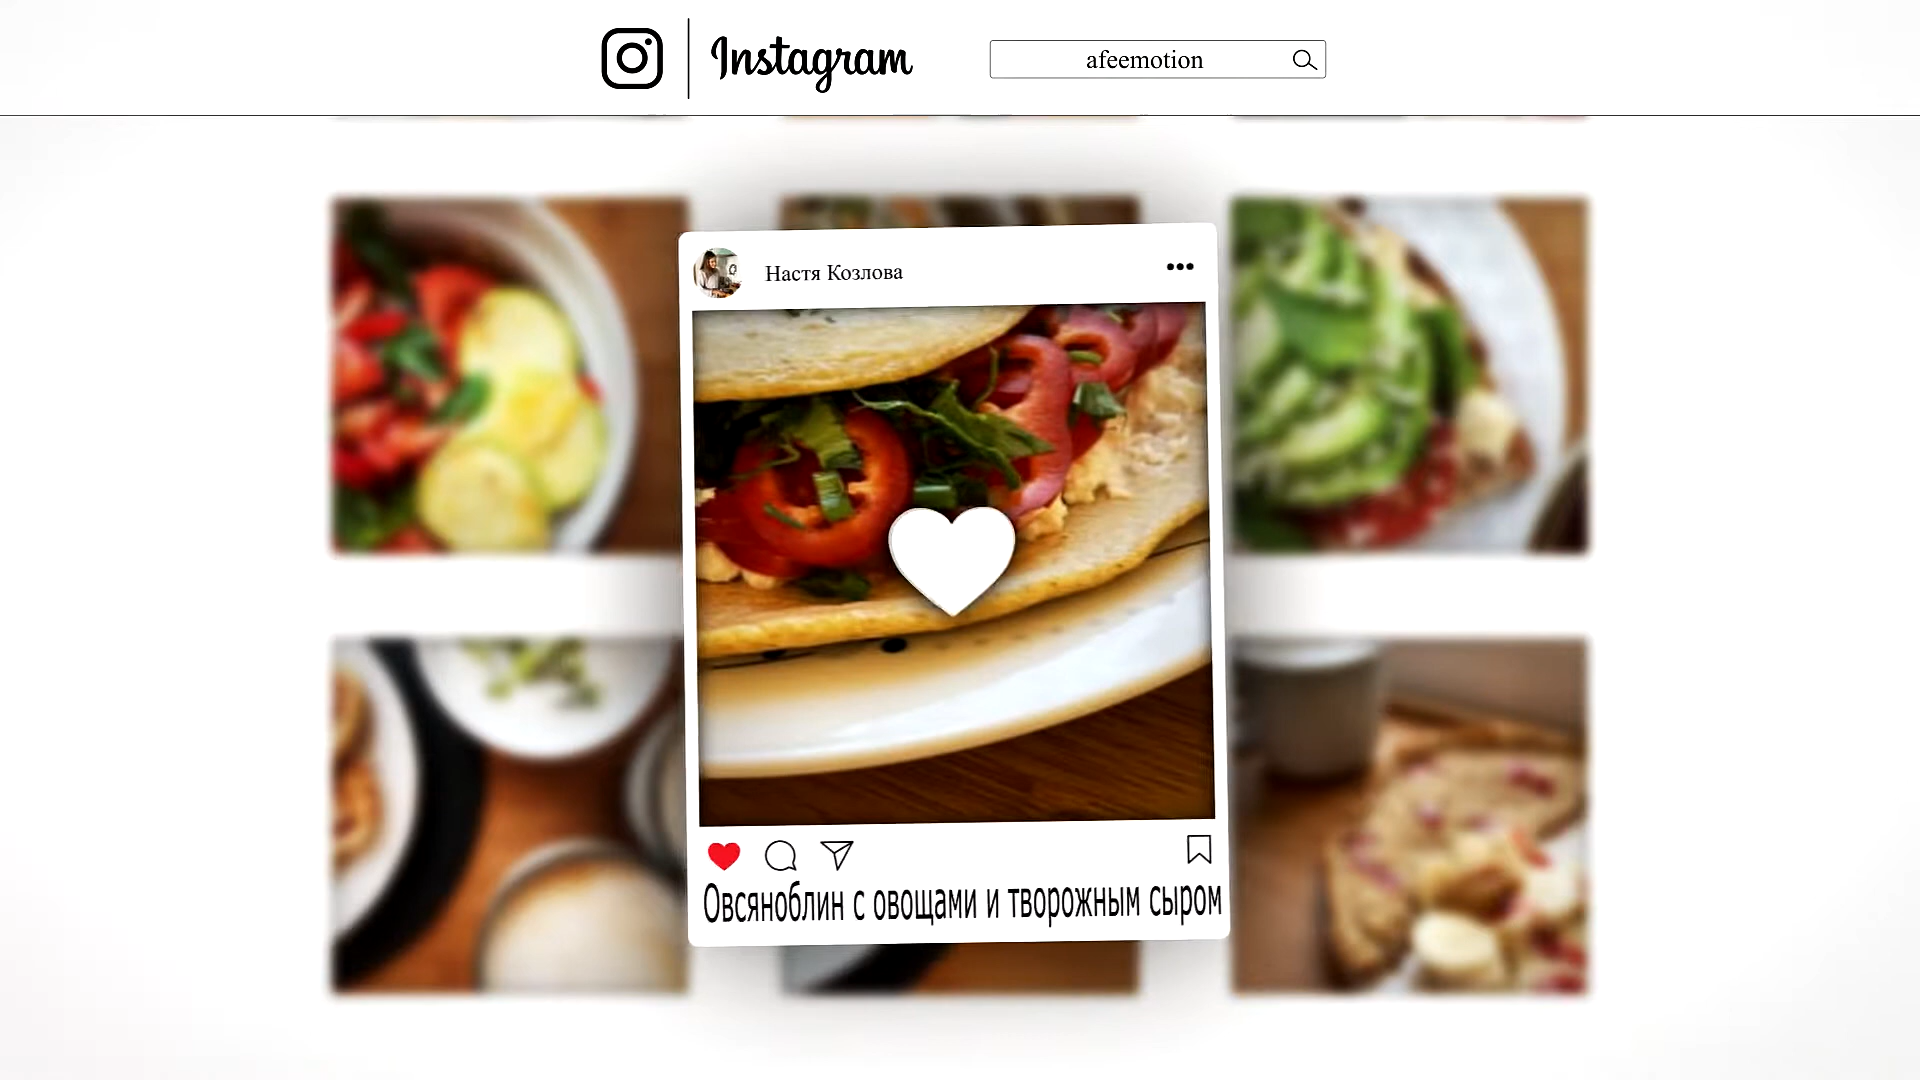 Instagram
afeemotion
Настя Козлова
Овсяноблин с овощами и творожным сыром